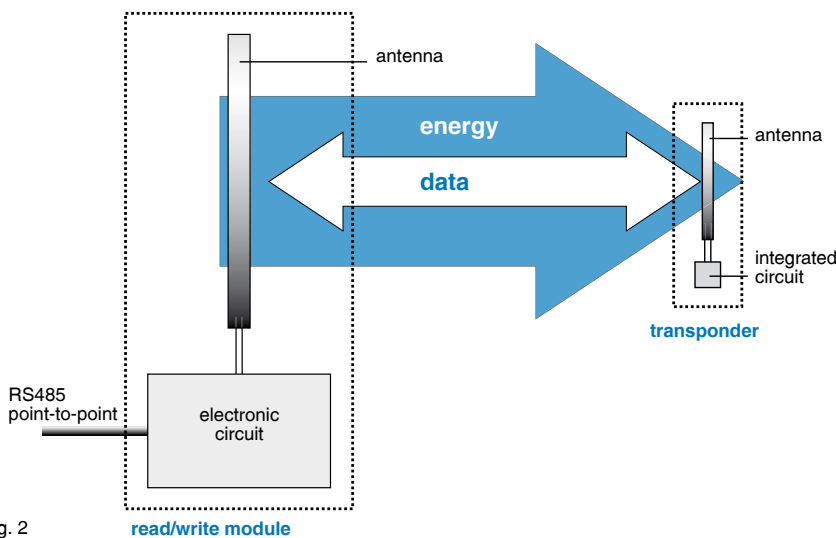 antenna
energy
antenna
data
integrated
circuit
transponder
RS485
point-to-point
electronic
circuit
g. 2
read/write module